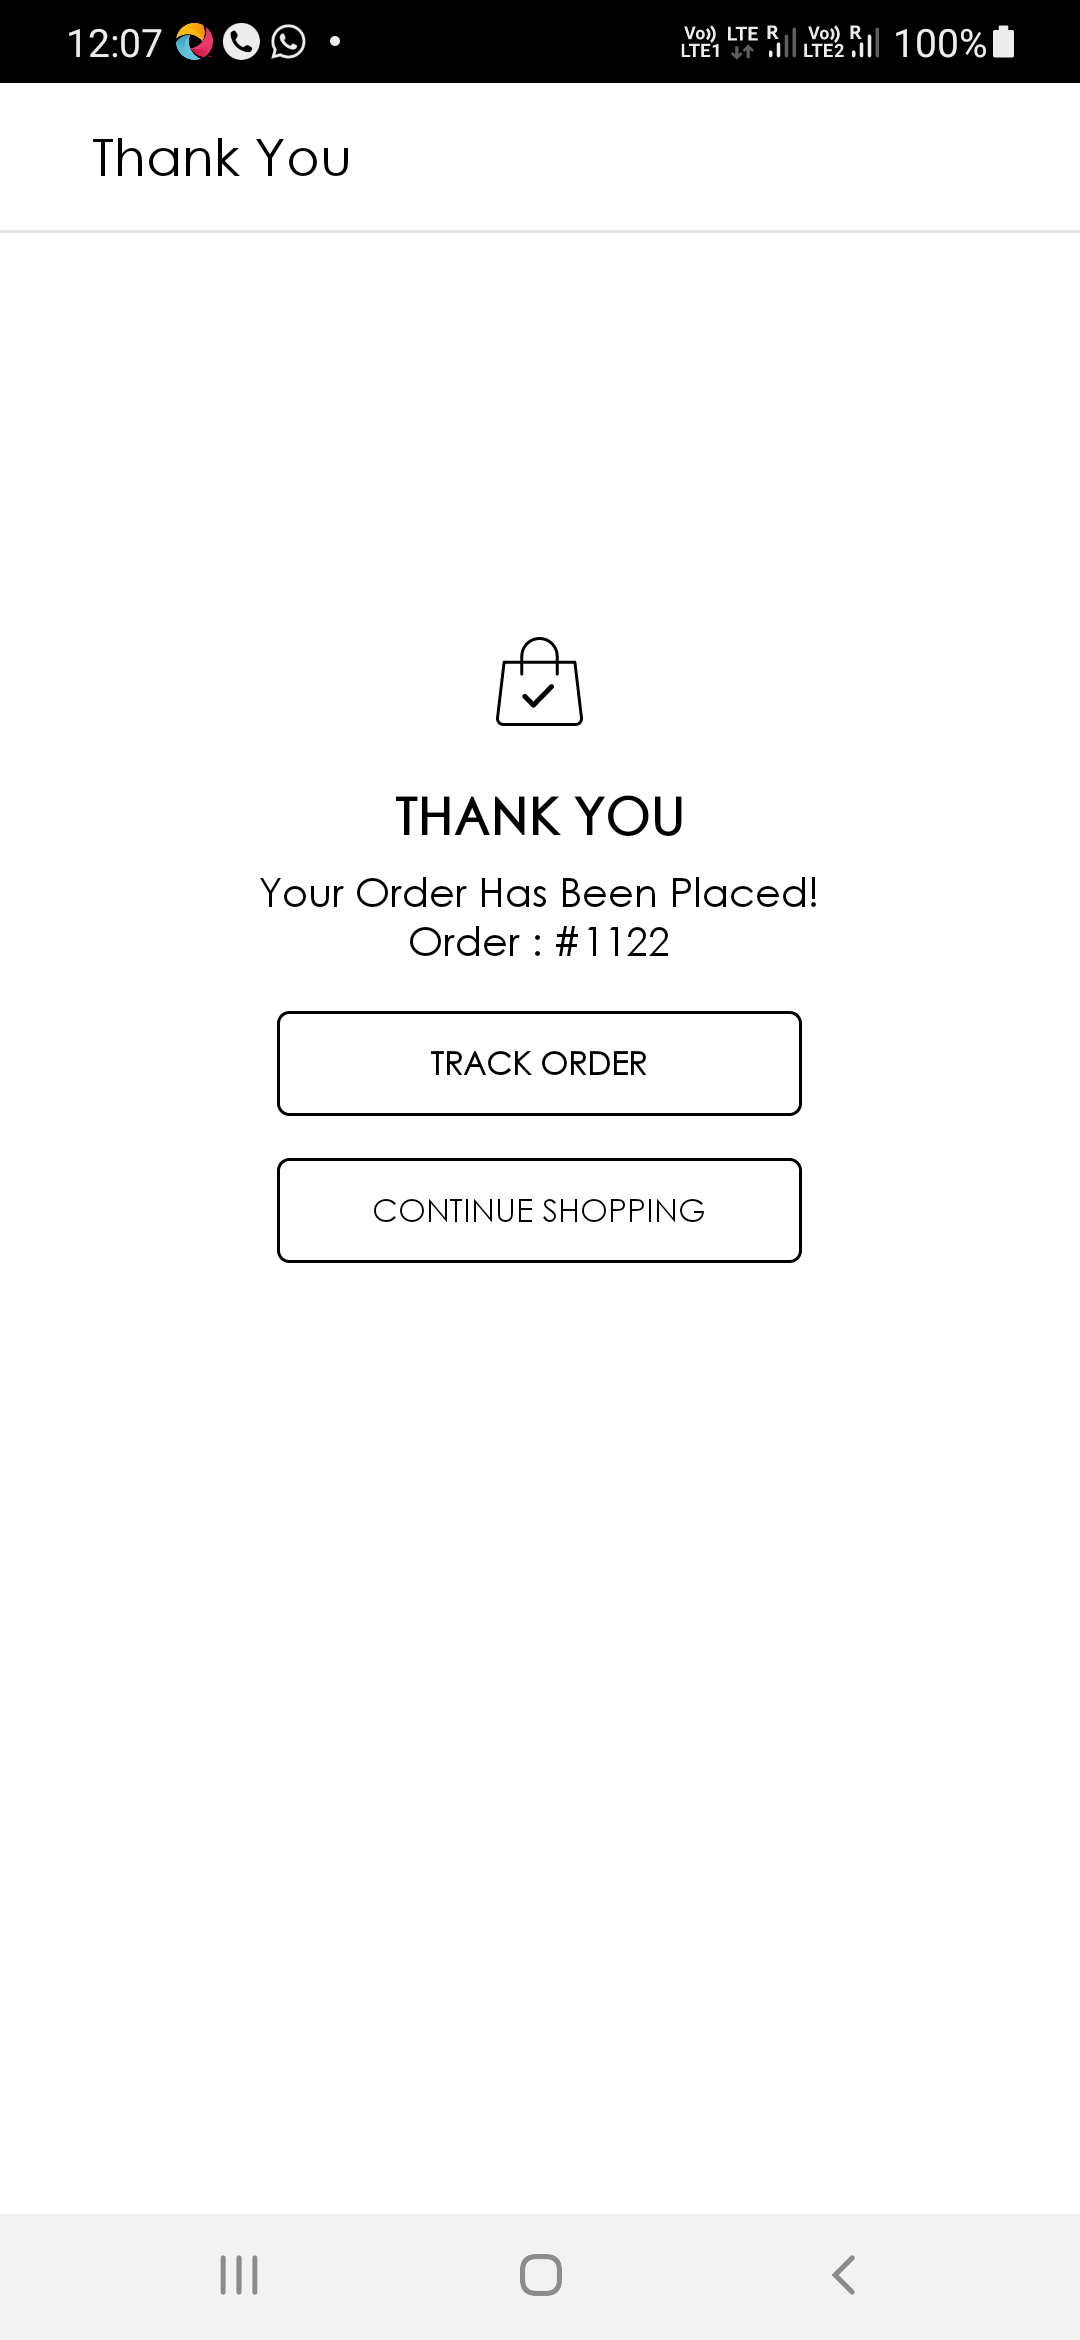 12:07 Vo)) LTE1 LTE R Vo)) LTE2 R 100%
Thank You
THANK YOU
Your Order Has Been Placed!
Order : #1122
TRACK ORDER
CONTINUE SHOPPING